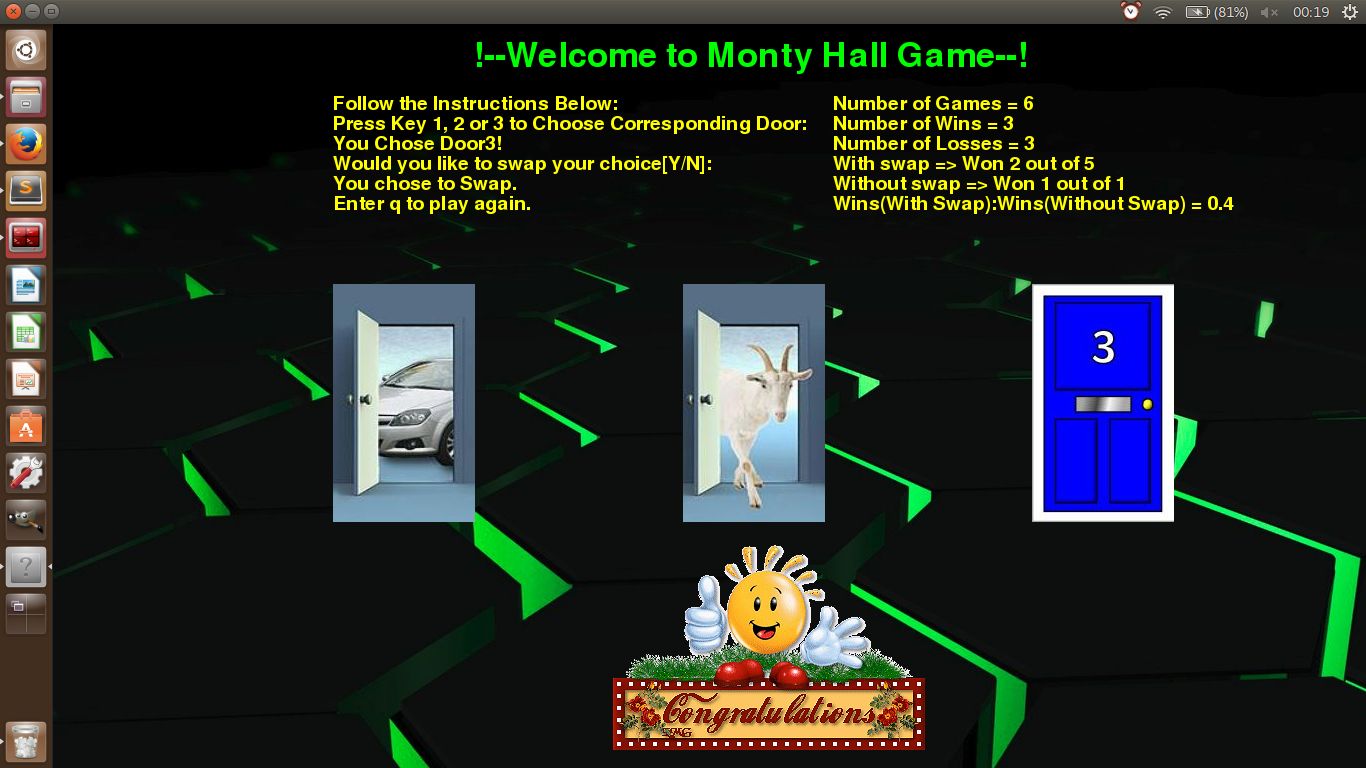 (81%)
00:19
!--Welcome to Monty Hall Game--!
Follow the Instructions Below:
Press Key 1, 2 or 3 to Choose Corresponding Door:
You Chose Door3!
Would you like to swap your choice[Y/N]:
You chose to Swap.
Enter q to play again.
Number of Games = 6
Number of Wins = 3
Number of Losses = 3
With swap => Won 2 out of 5
Without swap => Won 1 out of 1
Wins(With Swap):Wins(Without Swap) = 0.4
3
Congratulations